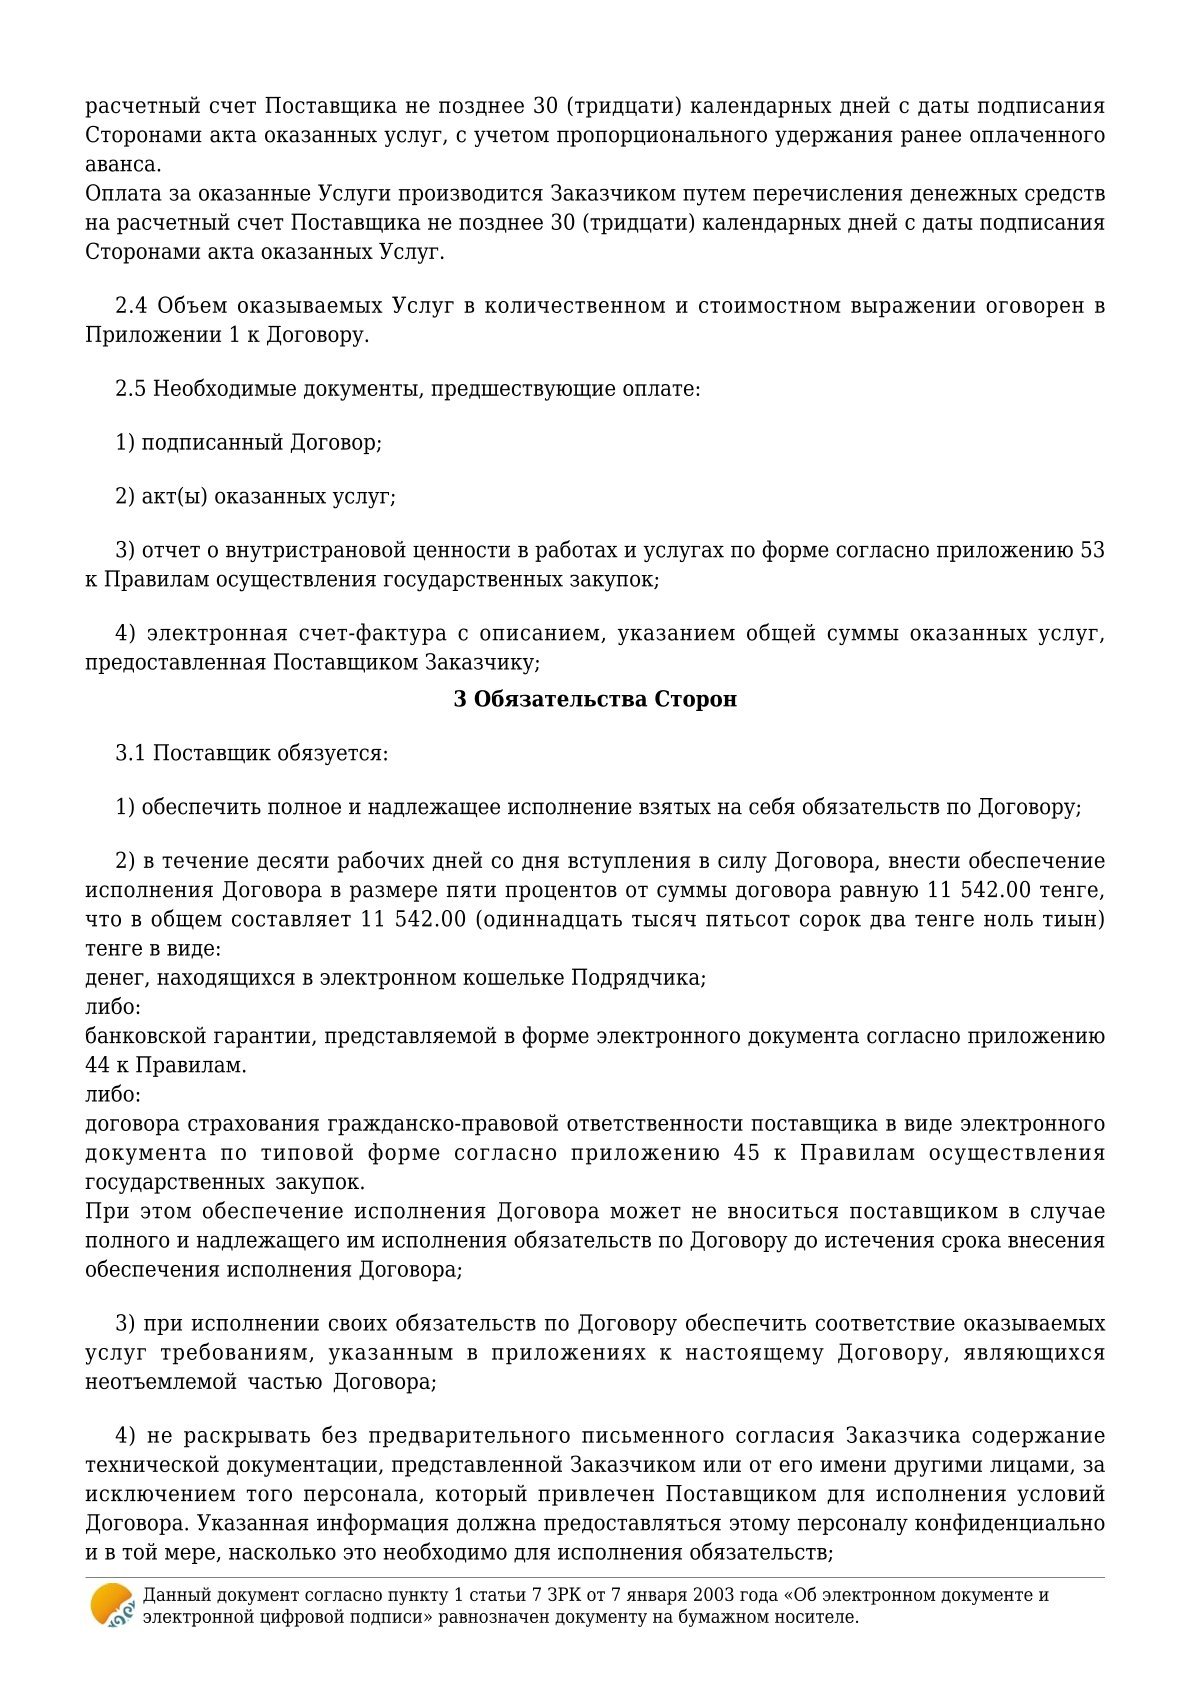 расчетный счет Поставщика не позднее 30 (тридцати) календарных дней с даты подписания
Сторонами акта оказанных услуг, с учетом пропорционального удержания ранее оплаченного
аванса.
Оплата за оказанные Услуги производится Заказчиком путем перечисления денежных средств
на расчетный счет Поставщика не позднее 30 (тридцати) календарных дней с даты подписания
Сторонами акта оказанных Услуг.
2.4 Объем оказываемых Услуг в количественном и стоимостном выражении оговорен в
Приложении 1 к Договору.
2.5 Необходимые документы, предшествующие оплате:
1) подписанный Договор;
2) акт(ы) оказанных услуг;
3) отчет о внутристрановой ценности в работах и услугах по форме согласно приложению 53
к Правилам осуществления государственных закупок;
4) электронная счет-фактура с описанием, указанием общей суммы оказанных услуг,
предоставленная Поставщиком Заказчику;
3 Обязательства Сторон
3.1 Поставщик обязуется:
1) обеспечить полное и надлежащее исполнение взятых на себя обязательств по Договору;
2) в течение десяти рабочих дней со дня вступления в силу Договора, внести обеспечение
исполнения Договора в размере пяти процентов от суммы договора равную 11 542.00 тенге,
что в общем составляет 11 542.00 (одиннадцать тысяч пятьсот сорок два тенге ноль тиын)
тенге в виде:
денег, находящихся в электронном кошельке Подрядчика;
либо:
банковской гарантии, представляемой в форме электронного документа согласно приложению
44 к Правилам.
либо:
договора страхования гражданско-правовой ответственности поставщика в виде электронного
документа по типовой форме согласно приложению 45 к Правилам осуществления
государственных закупок.
При этом обеспечение исполнения Договора может не вноситься поставщиком в случае
полного и надлежащего им исполнения обязательств по Договору до истечения срока внесения
обеспечения исполнения Договора;
3) при исполнении своих обязательств по Договору обеспечить соответствие оказываемых
услуг требованиям, указанным в приложениях к настоящему Договору, являющихся
неотъемлемой частью Договора;
4) не раскрывать без предварительного письменного согласия Заказчика содержание
технической документации, представленной Заказчиком или от его имени другими лицами, за
исключением того персонала, который привлечен Поставщиком для исполнения условий
Договора. Указанная информация должна предоставляться этому персоналу конфиденциально
и в той мере, насколько это необходимо для исполнения обязательств;
Данный документ согласно пункту 1 статьи 7 ЗРК от 7 января 2003 года «Об электронном документе и
электронной цифровой подписи» равнозначен документу на бумажном носителе.